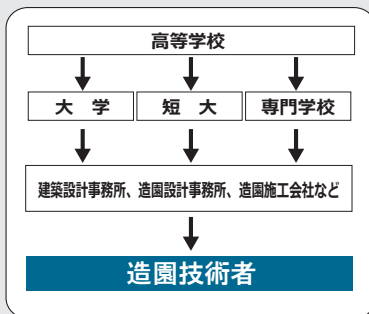 高等学校
大 学 短 大 専門学校
建築設計事務所、造園設計事務所、造園施工会社など
造園技術者